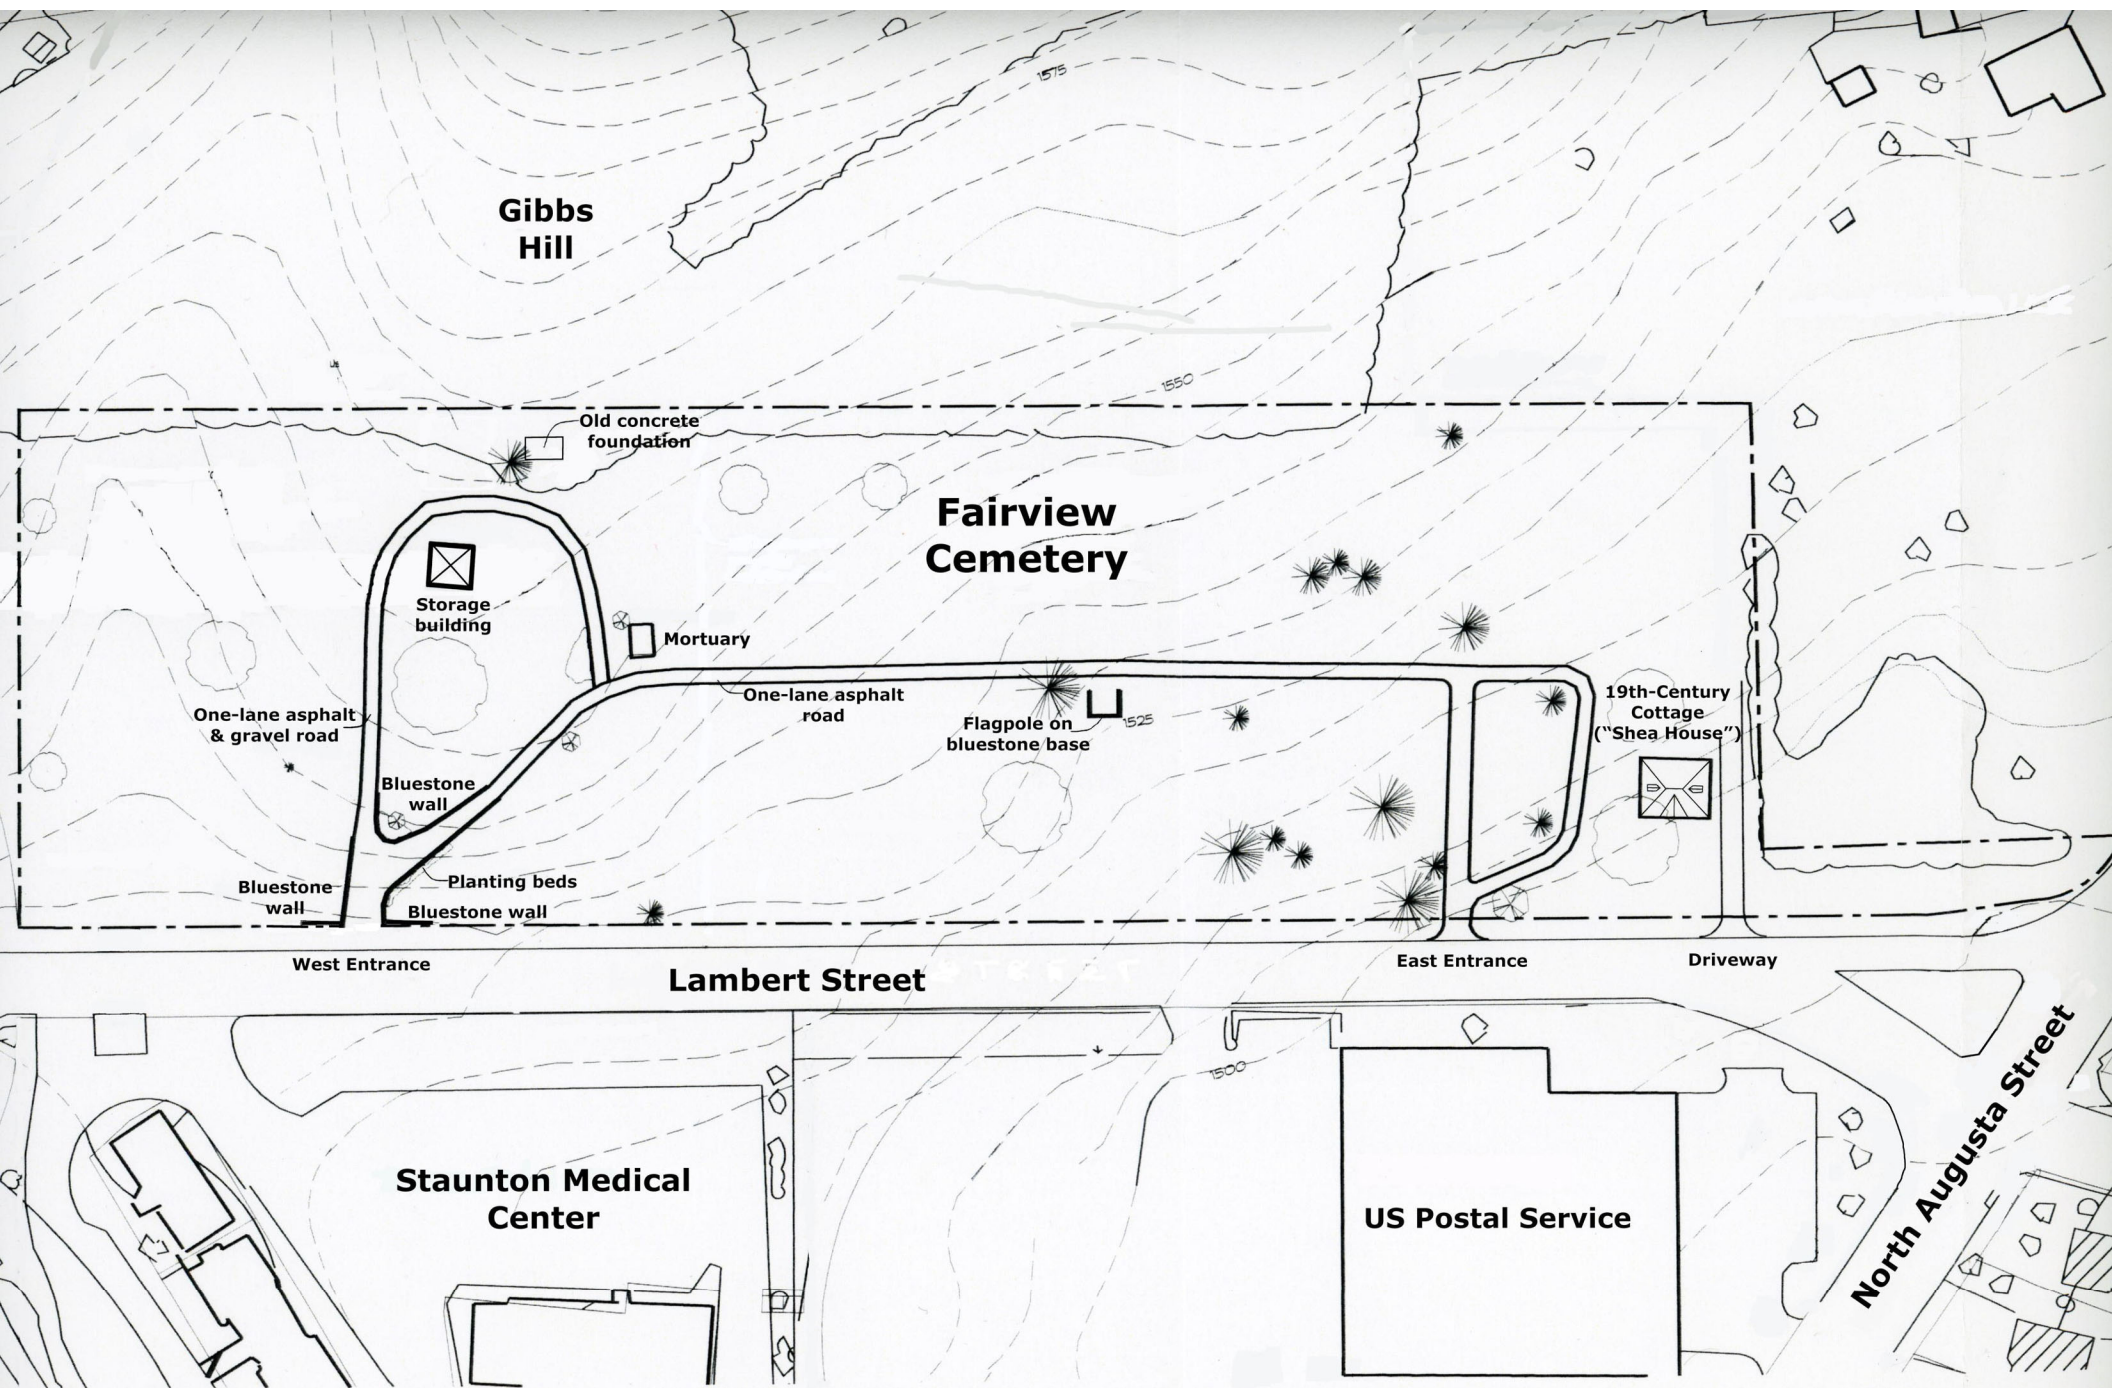 1575
Gibbs
Hill
1550
Old concrete
foundation
Fairview
Cemetery
Storage
building
Mortuary
One-lane asphalt
road
One-lane asphalt
& gravel road
Flagpole on
bluestone base
1525
19th-Century
Cottage
(“Shea House”)
Bluestone
wall
Planting beds
Bluestone
wall
Bluestone wall
West Entrance
Lambert Street
East Entrance
Driveway
1500
North Augusta Street
Staunton Medical
Center
US Postal Service